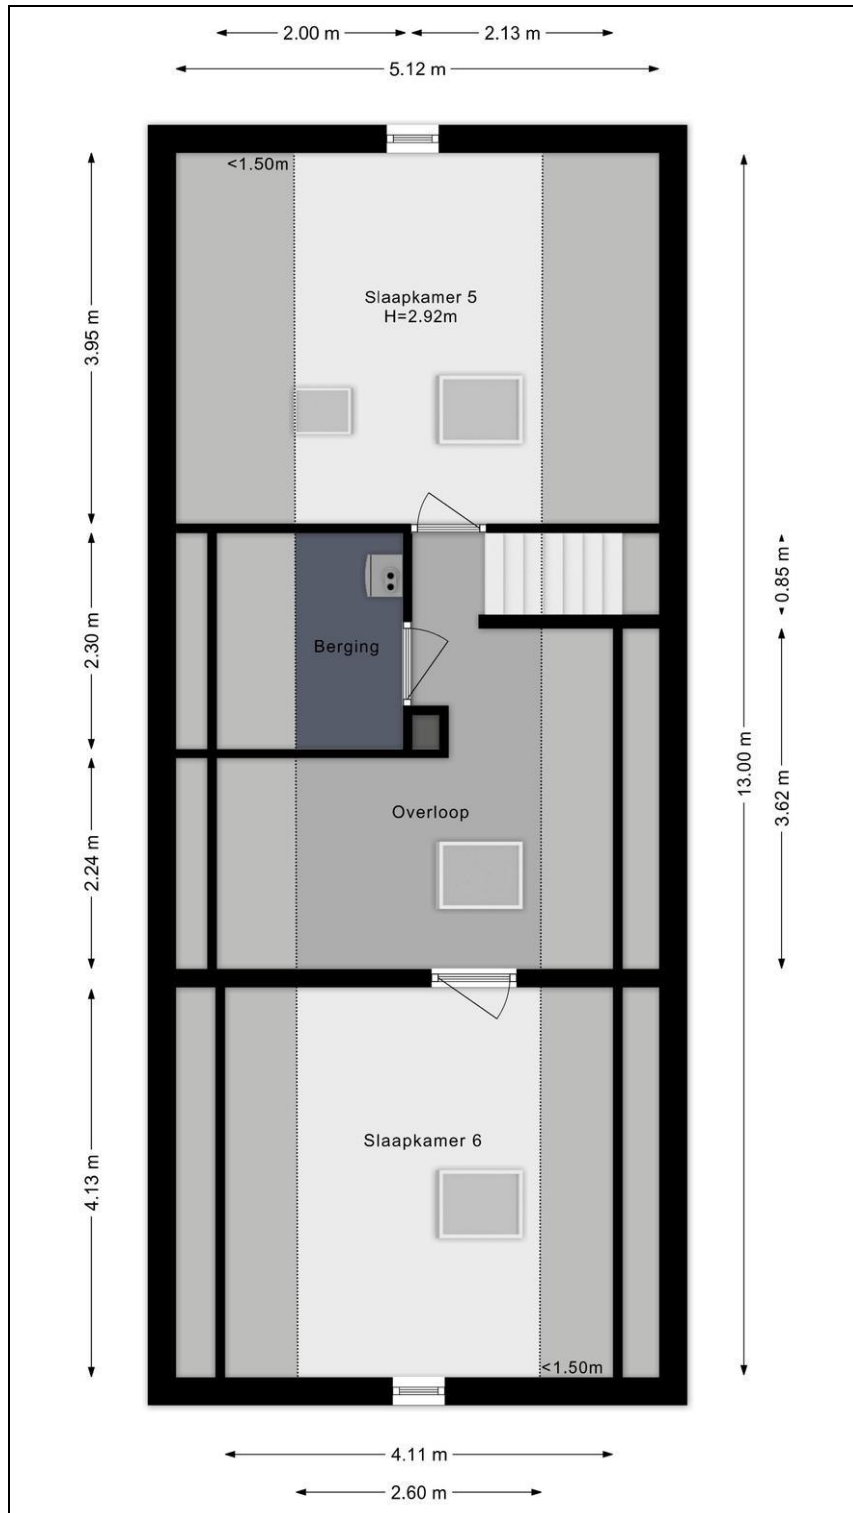 2.00 m
2.13 m
5.12 m
<1.50m
Slaapkamer 5
H=2.92m
3.95 m
0.85 m
2.30 m
Berging
13.00 m
3.62 m
2.24 m
Overloop
4.13 m
Slaapkamer 6
<1.50m
4.11 m
2.60 m